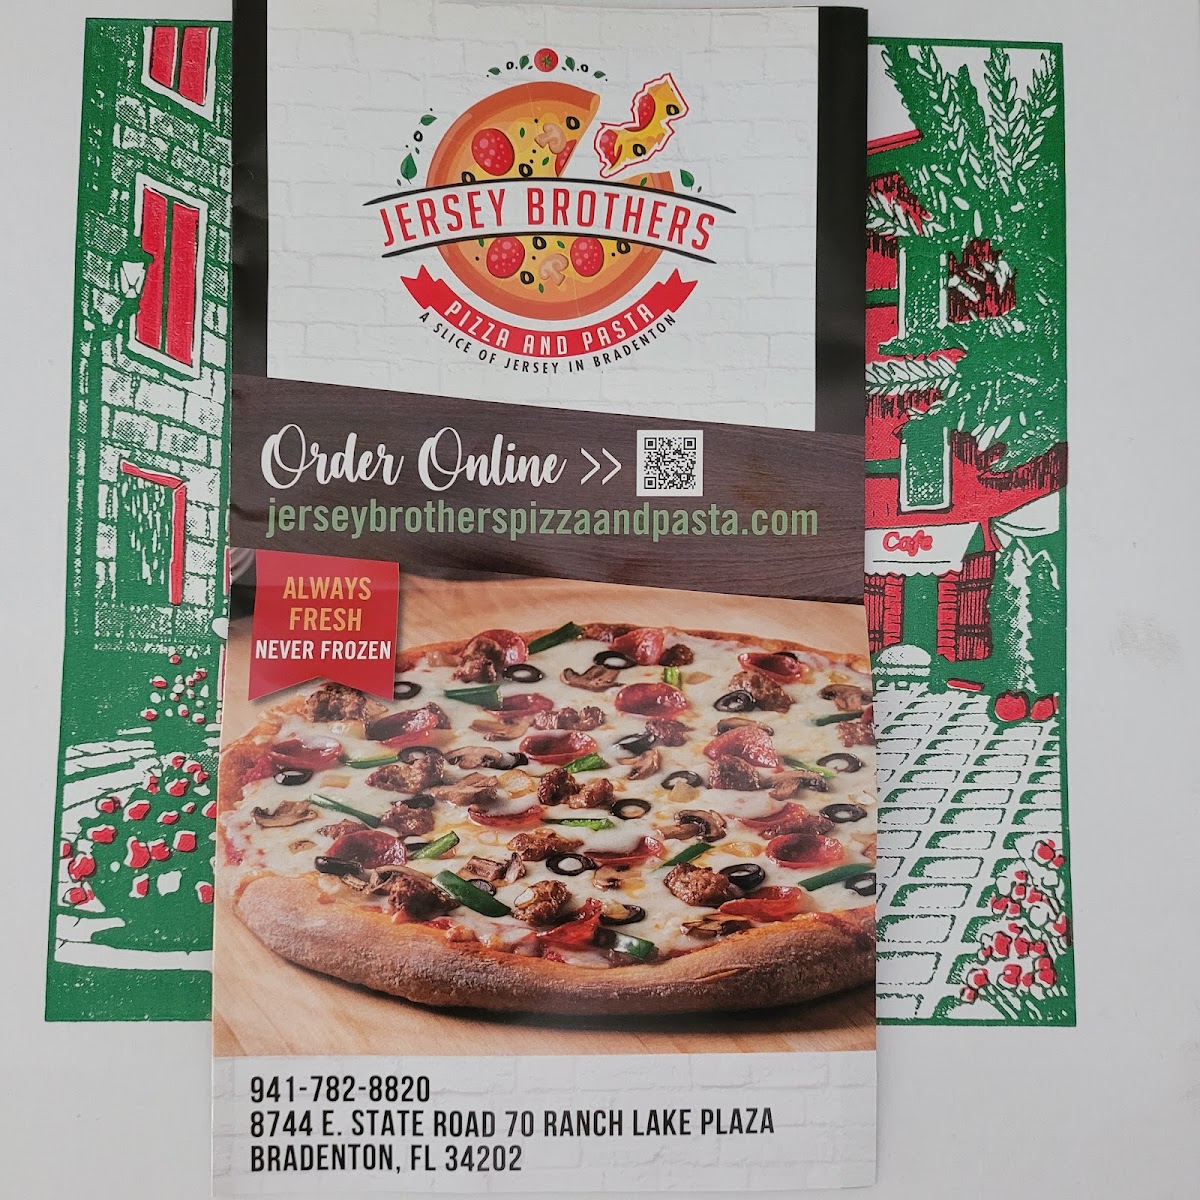 JERSEY BROTHERS
PIZZA AND PASTA
A SLICE OF JERSEY IN BRADENTON
Order Online >>
jerseybrotherspizzaandpasta.com
ALWAYS
FRESH
NEVER FROZEN
Cafe
941-782-8820
8744 E. STATE ROAD 70 RANCH LAKE PLAZA
BRADENTON, FL 34202